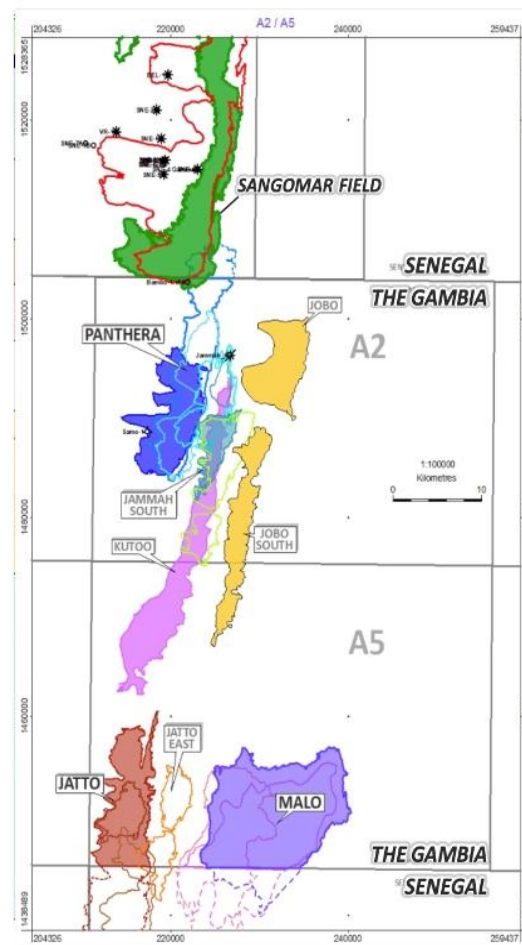 A2 / A5
204326
220000
240000
259437
1528365
1520000
SANGOMAR FIELD
SENEGAL
THE GAMBIA
1500000
JOBO
PANTHERA
A2
1:100000
Kilometres
0
10
JAMMAH
SOUTH
1480000
KUTOO
JOBO
SOUTH
A5
1460000
JATTO
EAST
JATTO
MALO
THE GAMBIA
SENEGAL
1438489
204326
220000
240000
259437